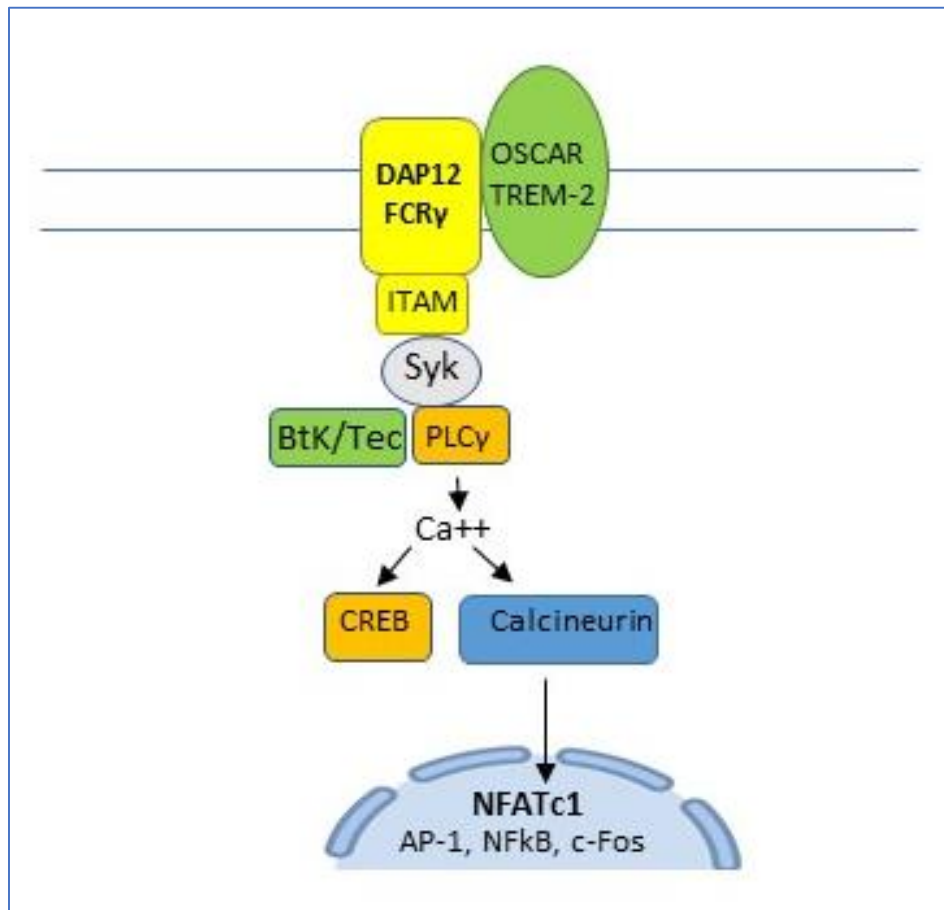 DAP12
FCRγ
OSCAR
TREM-2
ITAM
Syk
BtK/Tec
PLCγ
Ca++
CREB
Calcineurin
NFATc1
AP-1, NFkB, c-Fos